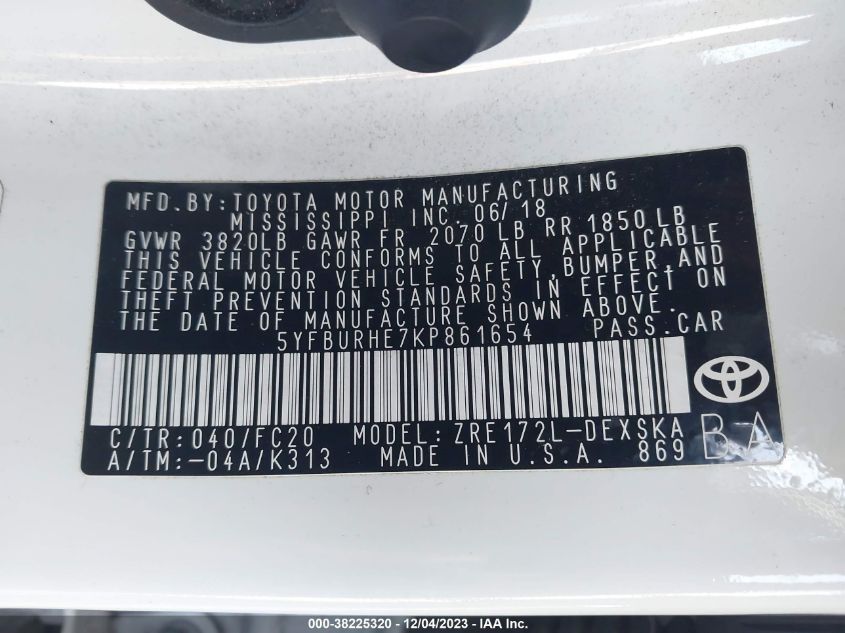 MFD.BY:TOYOTA MOTOR MANUFACTURING
MISSISSIPPI INC. 06/18
GVWR 3820LB GAWR FR 2070LB RR 1850LB
THIS VEHICLE CONFORMS TO ALL APPLICABLE
FEDERAL MOTOR VEHICLE SAFETY,BUMPER,AND
THEFT PREVENTION STANDARDS IN EFFECT ON
THE DATE OF MANUFACTURE SHOWN ABOVE.
5YFBURHE7KP861654 PASS.CAR
C/TR:040/FC20 MODEL:ZRE172L-DEXSKA
A/TM:-04A/K313 MADE IN U.S.A. 869
BA
000-38225320 - 12/04/2023 - IAA Inc.